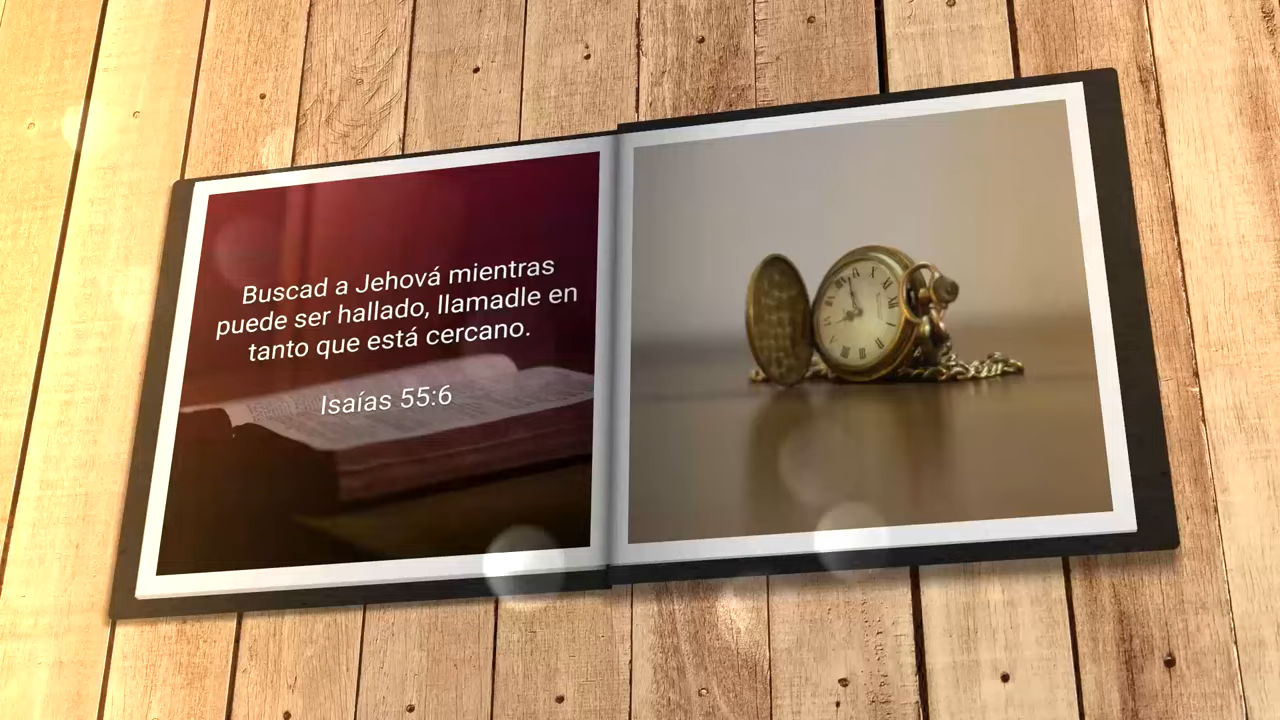 Buscad a Jehová mientras
puede ser hallado, llamadle en
tanto que está cercano.
Isaías 55:6